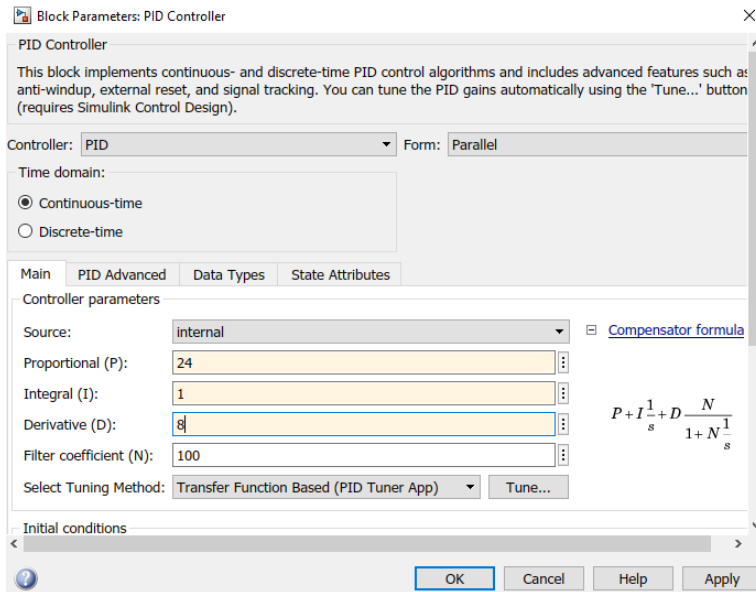 Block Parameters: PID Controller
PID Controller
This block implements continuous- and discrete-time PID control algorithms and includes advanced features such as
anti-windup, external reset, and signal tracking. You can tune the PID gains automatically using the 'Tune...' button
(requires Simulink Control Design).
Controller: PID Form: Parallel
Time domain:
Continuous-time
Discrete-time
Main PID Advanced Data Types State Attributes
Controller parameters
Source: internal Compensator formula
Proportional (P): 24
Integral (I): 1
Derivative (D): 8
P+I 1/s +D N/(1+N 1/s)
Filter coefficient (N): 100
Select Tuning Method: Transfer Function Based (PID Tuner App) Tune...
Initial conditions
OK Cancel Help Apply